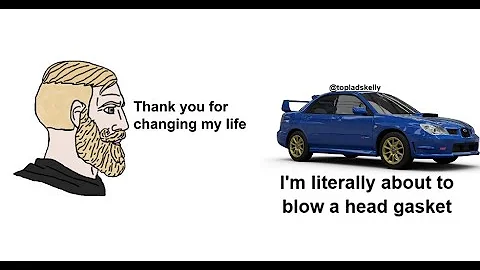 Thank you for
changing my life
@topladskelly
I'm literally about to
blow a head gasket